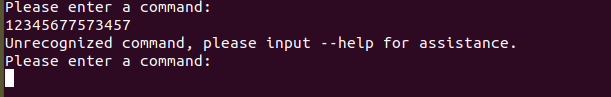 Please enter a command:
12345677573457
Unrecognized command, please input --help for assistance.
Please enter a command: